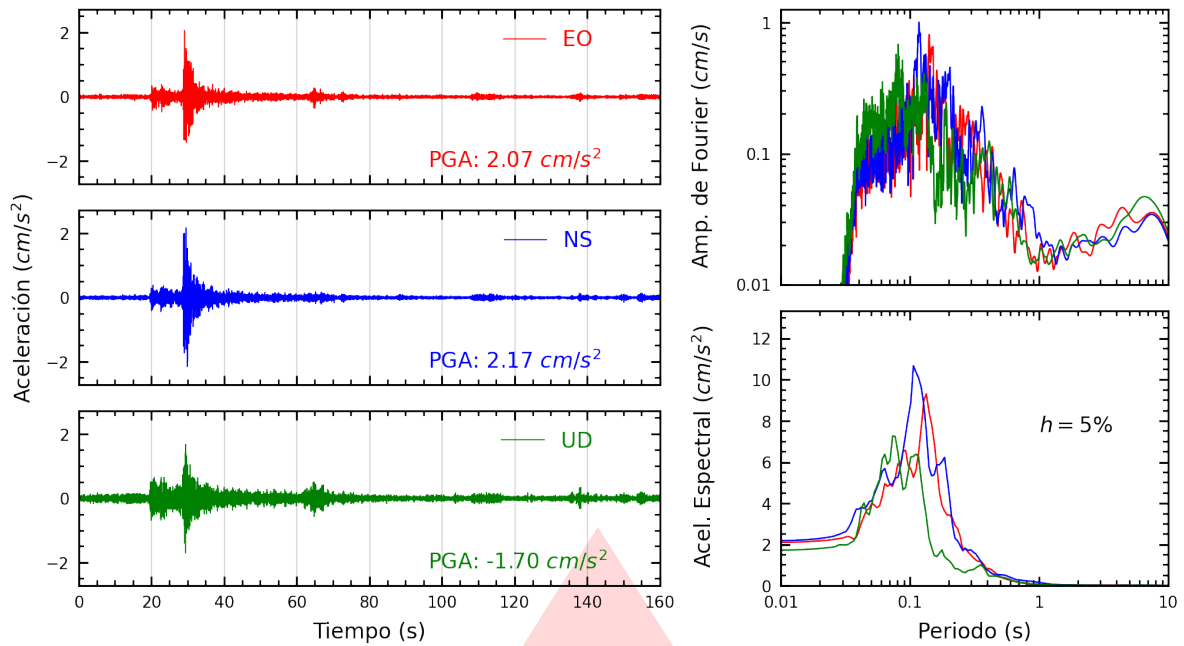 Aceleración (cm/s²)
2
0
−2
EO
PGA: 2.07 cm/s²
2
0
−2
NS
PGA: 2.17 cm/s²
2
0
−2
UD
PGA: -1.70 cm/s²
0 20 40 60 80 100 120 140 160
Tiempo (s)
Amp. de Fourier (cm/s)
1
0.1
0.01
Acel. Espectral (cm/s²)
12
10
8
6
4
2
0
h = 5%
0.01 0.1 1 10
Periodo (s)